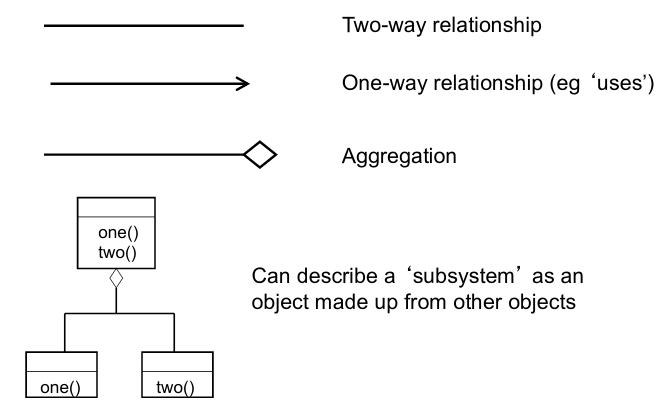 Two-way relationship
One-way relationship (eg ‘uses’)
Aggregation
one()
two()
Can describe a ‘subsystem’ as an
object made up from other objects
one()
two()